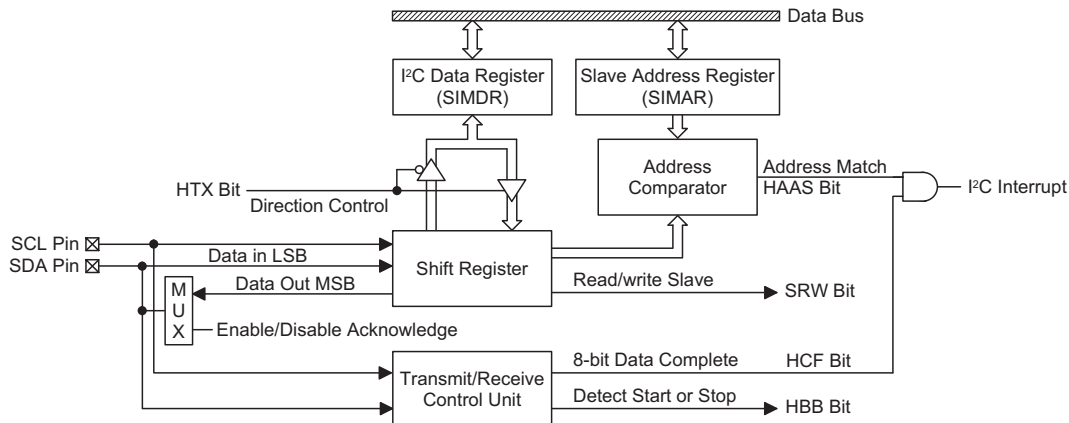 Data Bus
I²C Data Register
(SIMDR)
Slave Address Register
(SIMAR)
Address
Comparator
Address Match
HAAS Bit
I²C Interrupt
HTX Bit
Direction Control
SCL Pin
SDA Pin
Data in LSB
Shift Register
Data Out MSB
Read/write Slave
SRW Bit
M
U
X
Enable/Disable Acknowledge
Transmit/Receive
Control Unit
8-bit Data Complete
HCF Bit
Detect Start or Stop
HBB Bit